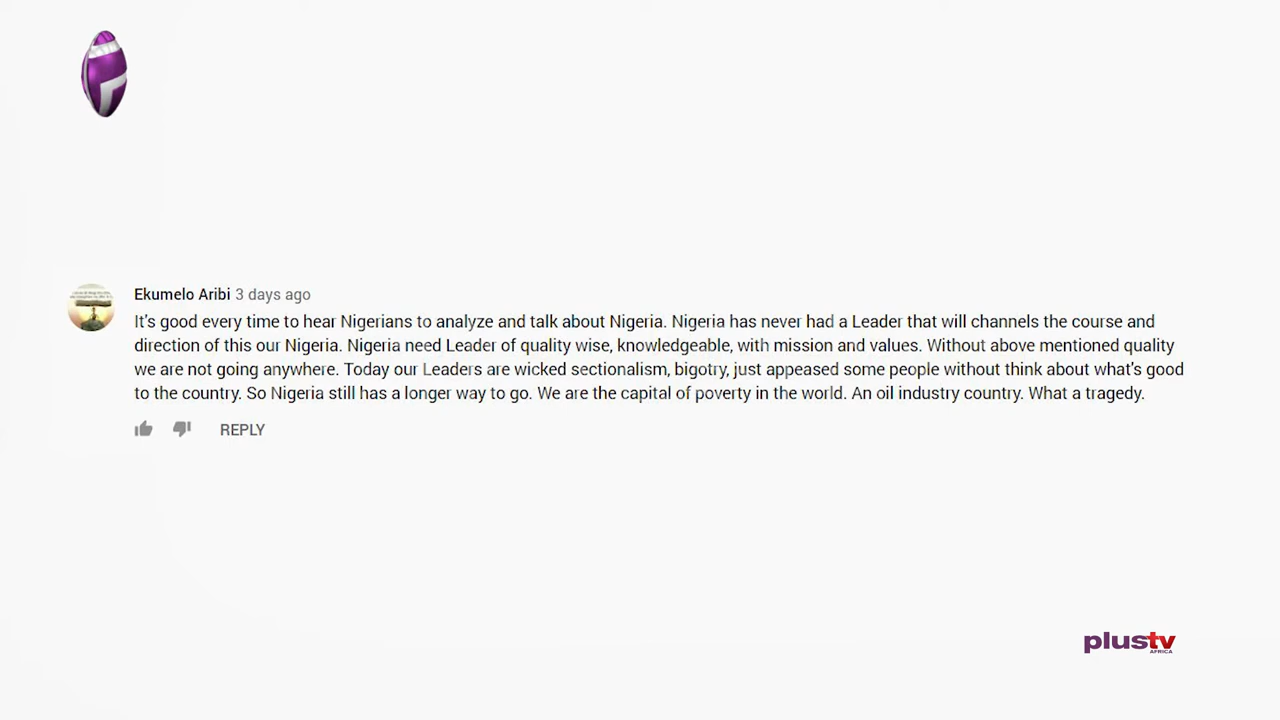 Ekumelo Aribi 3 days ago
It's good every time to hear Nigerians to analyze and talk about Nigeria. Nigeria has never had a Leader that will channels the course and
direction of this our Nigeria. Nigeria need Leader of quality wise, knowledgeable, with mission and values. Without above mentioned quality
we are not going anywhere. Today our Leaders are wicked sectionalism, bigotry, just appeased some people without think about what's good
to the country. So Nigeria still has a longer way to go. We are the capital of poverty in the world. An oil industry country. What a tragedy.
REPLY
plustv
AFRICA